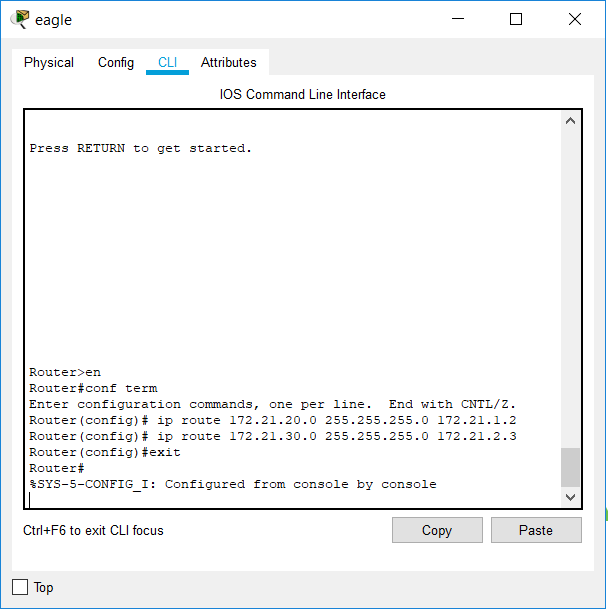 eagle
Physical Config CLI Attributes
IOS Command Line Interface
Press RETURN to get started.
Router>en
Router#conf term
Enter configuration commands, one per line.  End with CNTL/Z.
Router(config)# ip route 172.21.20.0 255.255.255.0 172.21.1.2
Router(config)# ip route 172.21.30.0 255.255.255.0 172.21.2.3
Router(config)#exit
Router#
%SYS-5-CONFIG_I: Configured from console by console
Ctrl+F6 to exit CLI focus Copy Paste
Top